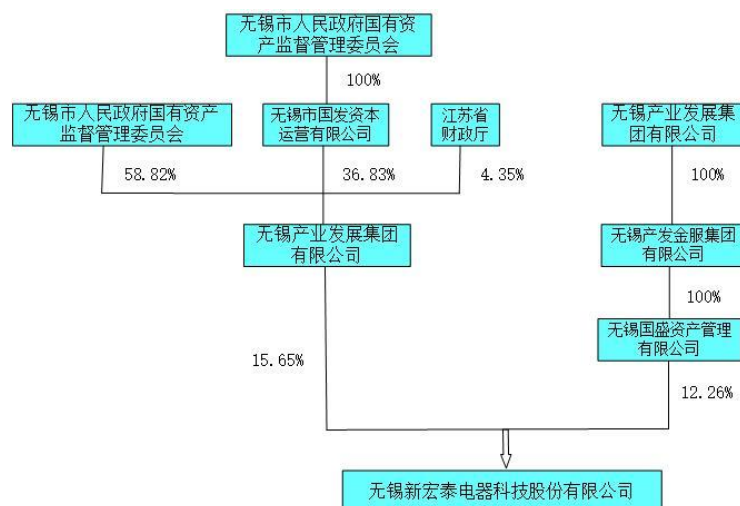 无锡市人民政府国有资
产监督管理委员会
100%
无锡市人民政府国有资产
监督管理委员会
无锡市国发资本
运营有限公司
江苏省
财政厅
无锡产业发展集
团有限公司
58.82%
36.83%
4.35%
100%
无锡产业发展集团
有限公司
无锡产发金服集团
有限公司
100%
无锡国盛资产管理
有限公司
15.65%
12.26%
无锡新宏泰电器科技股份有限公司